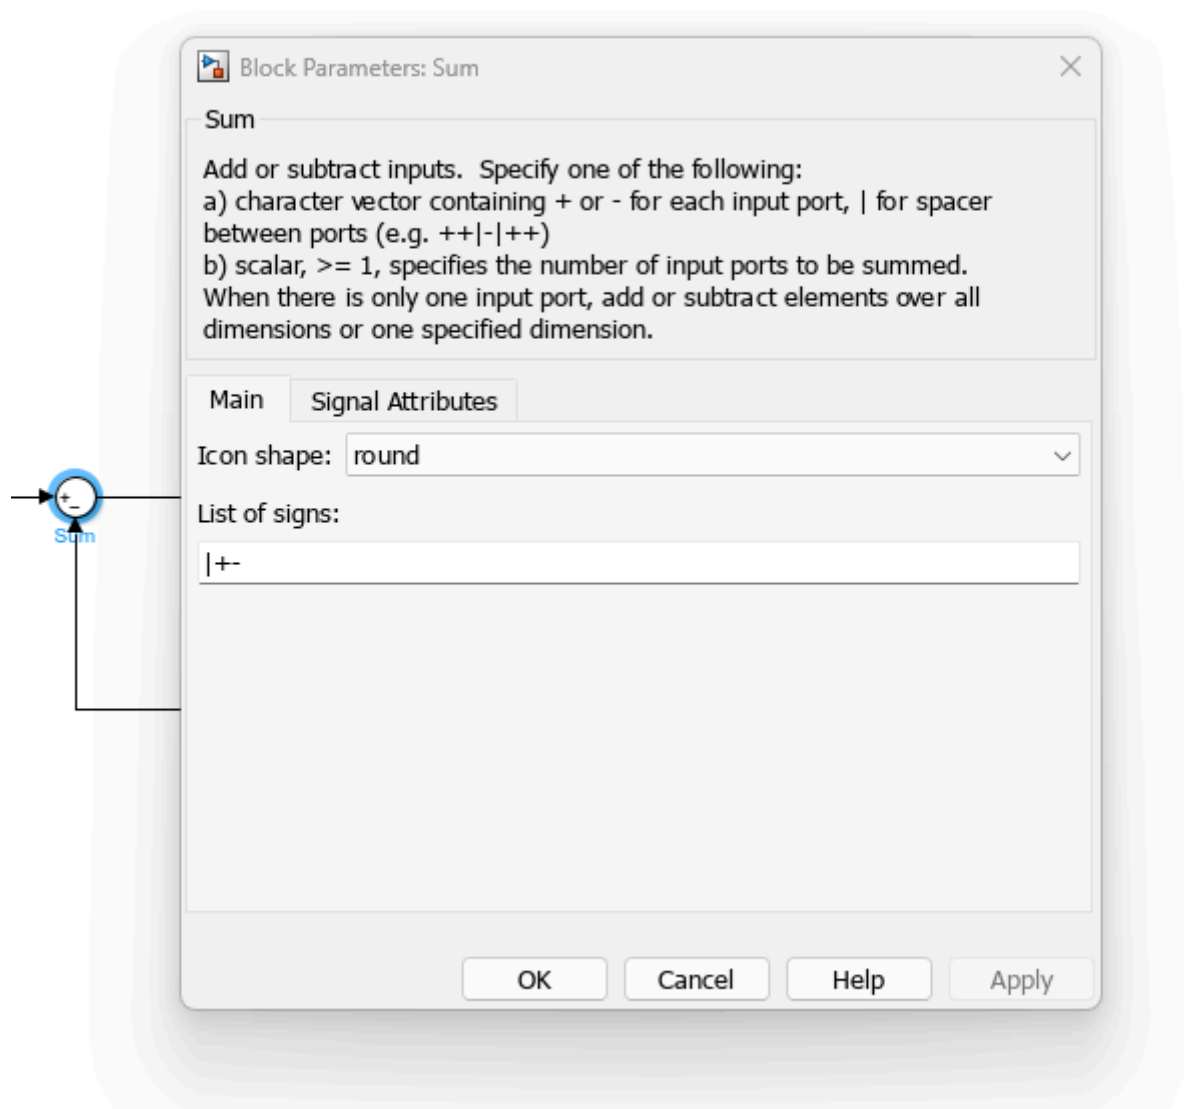 Block Parameters: Sum
Sum
Add or subtract inputs.  Specify one of the following:
a) character vector containing + or - for each input port, | for spacer
between ports (e.g. ++|-|++)
b) scalar, >= 1, specifies the number of input ports to be summed.
When there is only one input port, add or subtract elements over all
dimensions or one specified dimension.
Main
Signal Attributes
Icon shape: round
+
-
Sum
List of signs:
|+-
OK
Cancel
Help
Apply